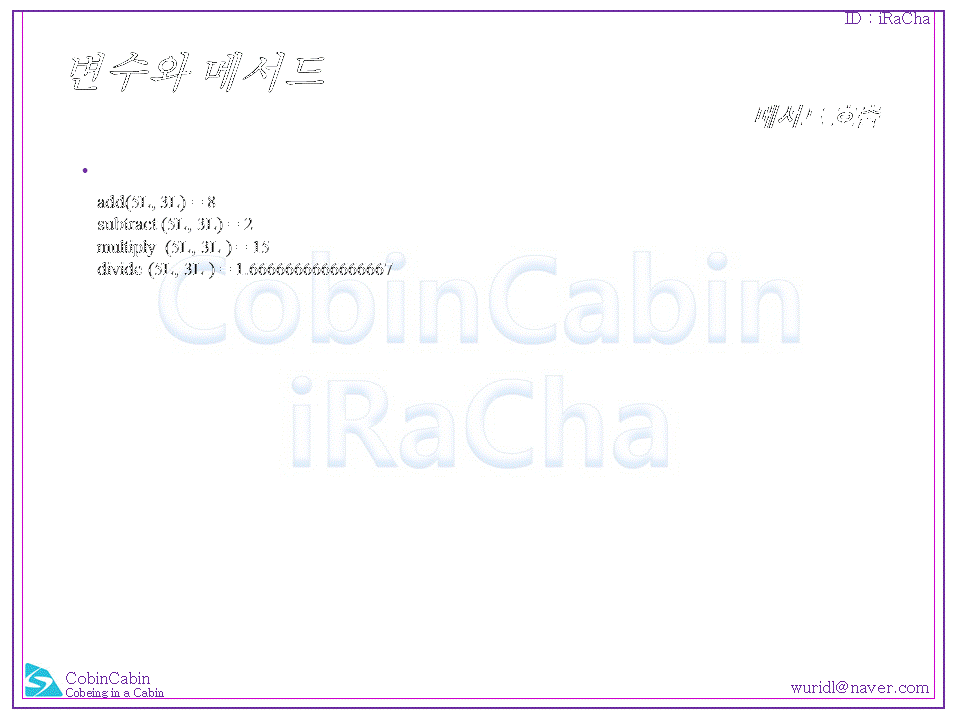 ID : iRaCha
변수와 메서드
메서드 호출
•
add(5L, 3L) = 8
subtract (5L, 3L) = 2
multiply (5L, 3L ) = 15
divide (5L, 3L ) = 1.6666666666666667
CobinCabin
iRaCha
CobinCabin
Cobeing in a Cabin
wuridl@naver.com